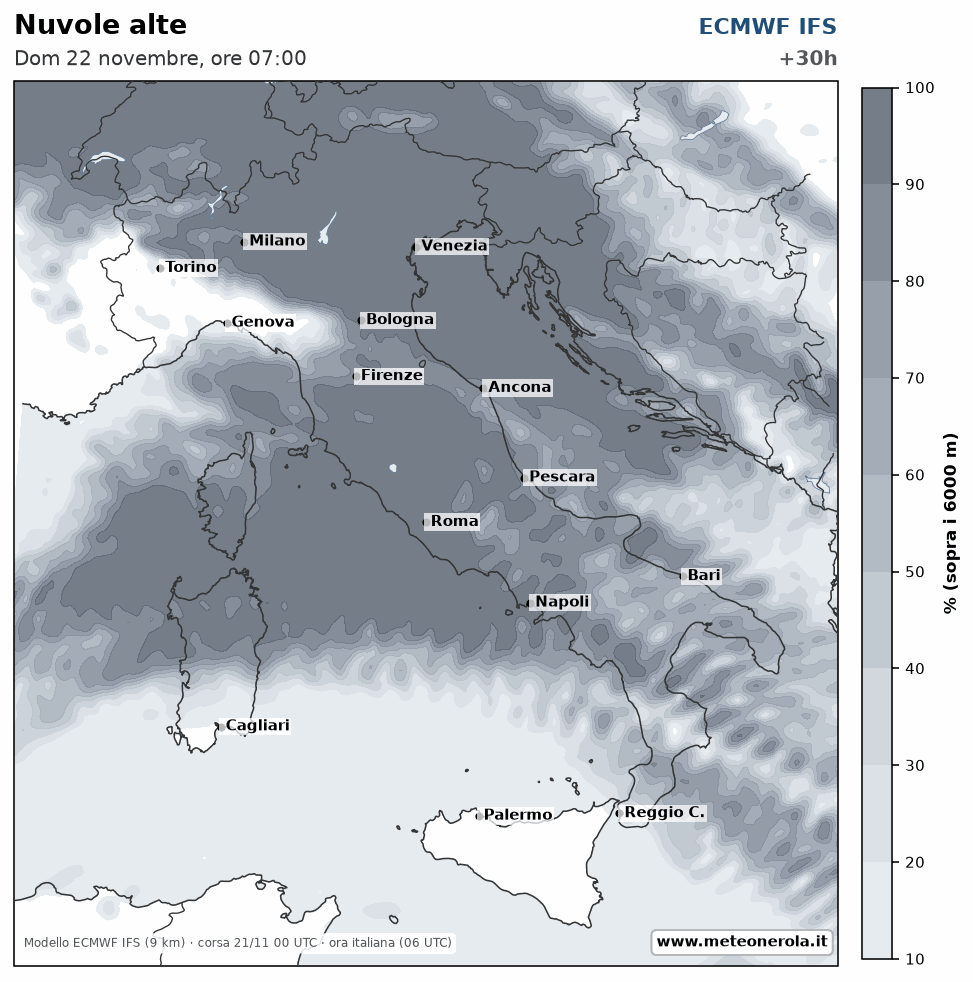 Nuvole alte
ECMWF IFS
Dom 22 novembre, ore 07:00
+30h
Milano
Venezia
Torino
Genova
Bologna
Firenze
Ancona
Pescara
Roma
Bari
Napoli
Cagliari
Palermo
Reggio C.
Modello ECMWF IFS (9 km) · corsa 21/11 00 UTC · ora italiana (06 UTC)
www.meteonerola.it
100
90
80
70
60
50
40
30
20
10
% (sopra i 6000 m)